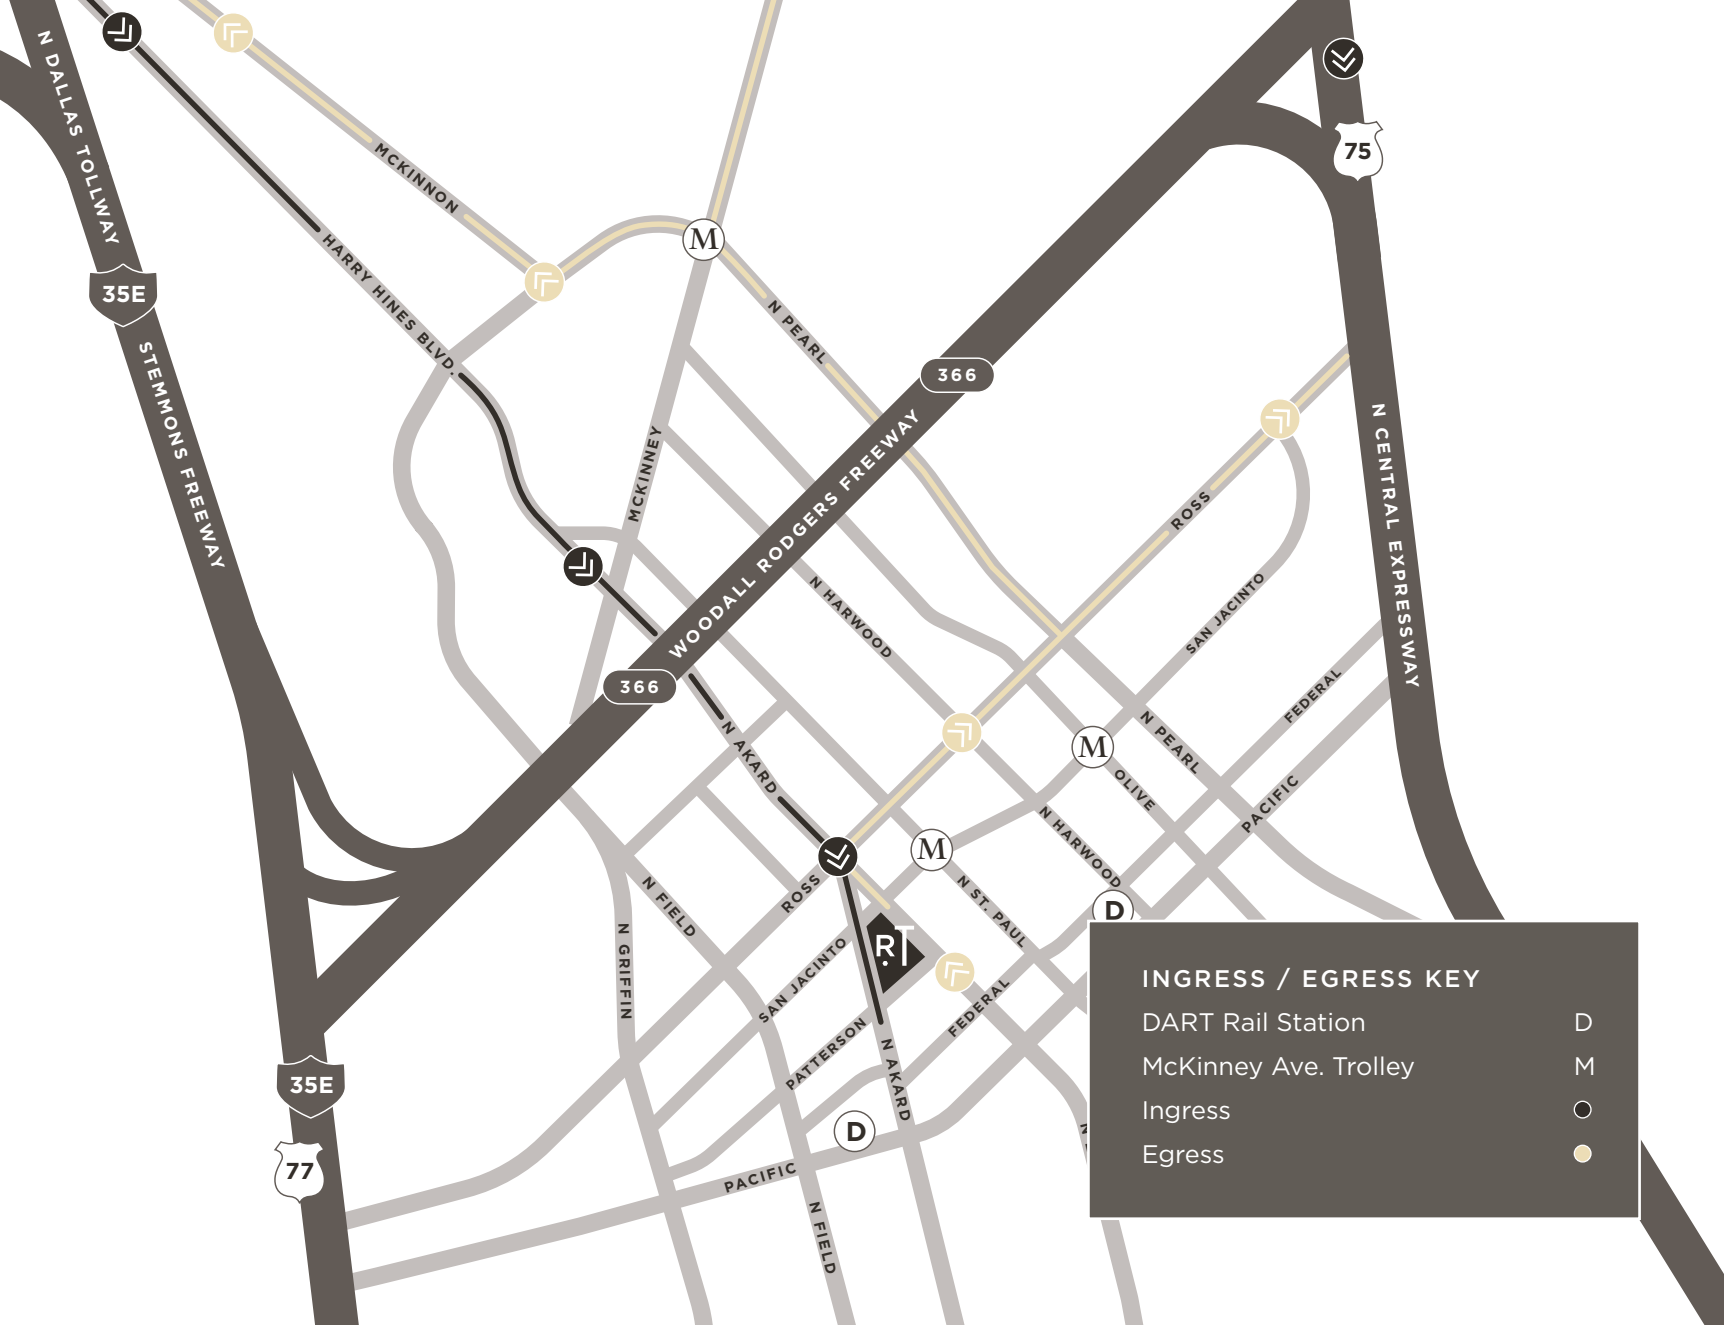 N DALLAS TOLLWAY
MCKINNON
75
HARRY HINES BLVD.
M
35E
N PEARL
STEMMONS FREEWAY
366
MCKINNEY
WOODALL RODGERS FREEWAY
N CENTRAL EXPRESSWAY
ROSS
N HARWOOD
SAN JACINTO
366
FEDERAL
N AKARD
N PEARL
M
OLIVE
PACIFIC
N HARWOOD
M
ROSS
N FIELD
N ST. PAUL
D
N GRIFFIN
SAN JACINTO
RT
FEDERAL
PATTERSON
N AKARD
35E
D
77
PACIFIC
N FIELD
N
INGRESS / EGRESS KEY
DART Rail Station D
McKinney Ave. Trolley M
Ingress
Egress